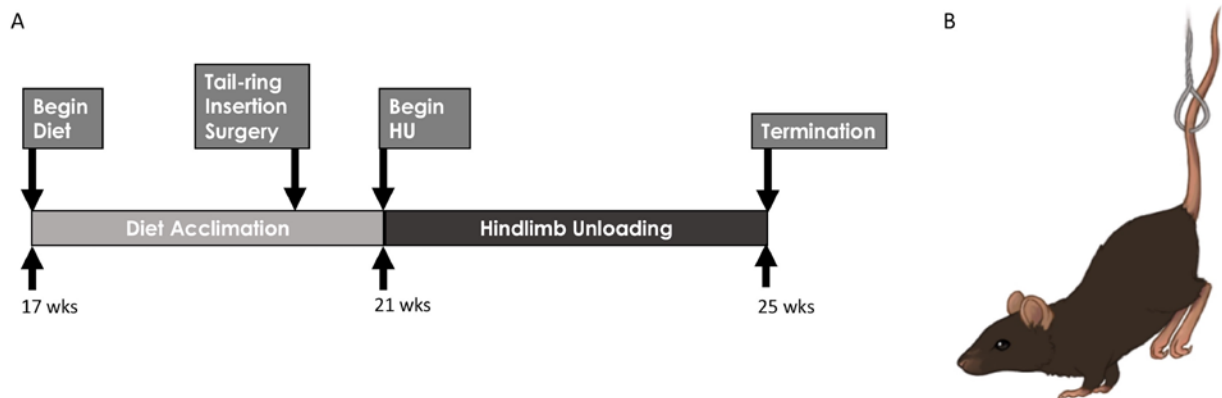 A
B
Begin
Diet
Tail-ring
Insertion
Surgery
Begin
HU
Termination
Diet Acclimation
Hindlimb Unloading
17 wks
21 wks
25 wks